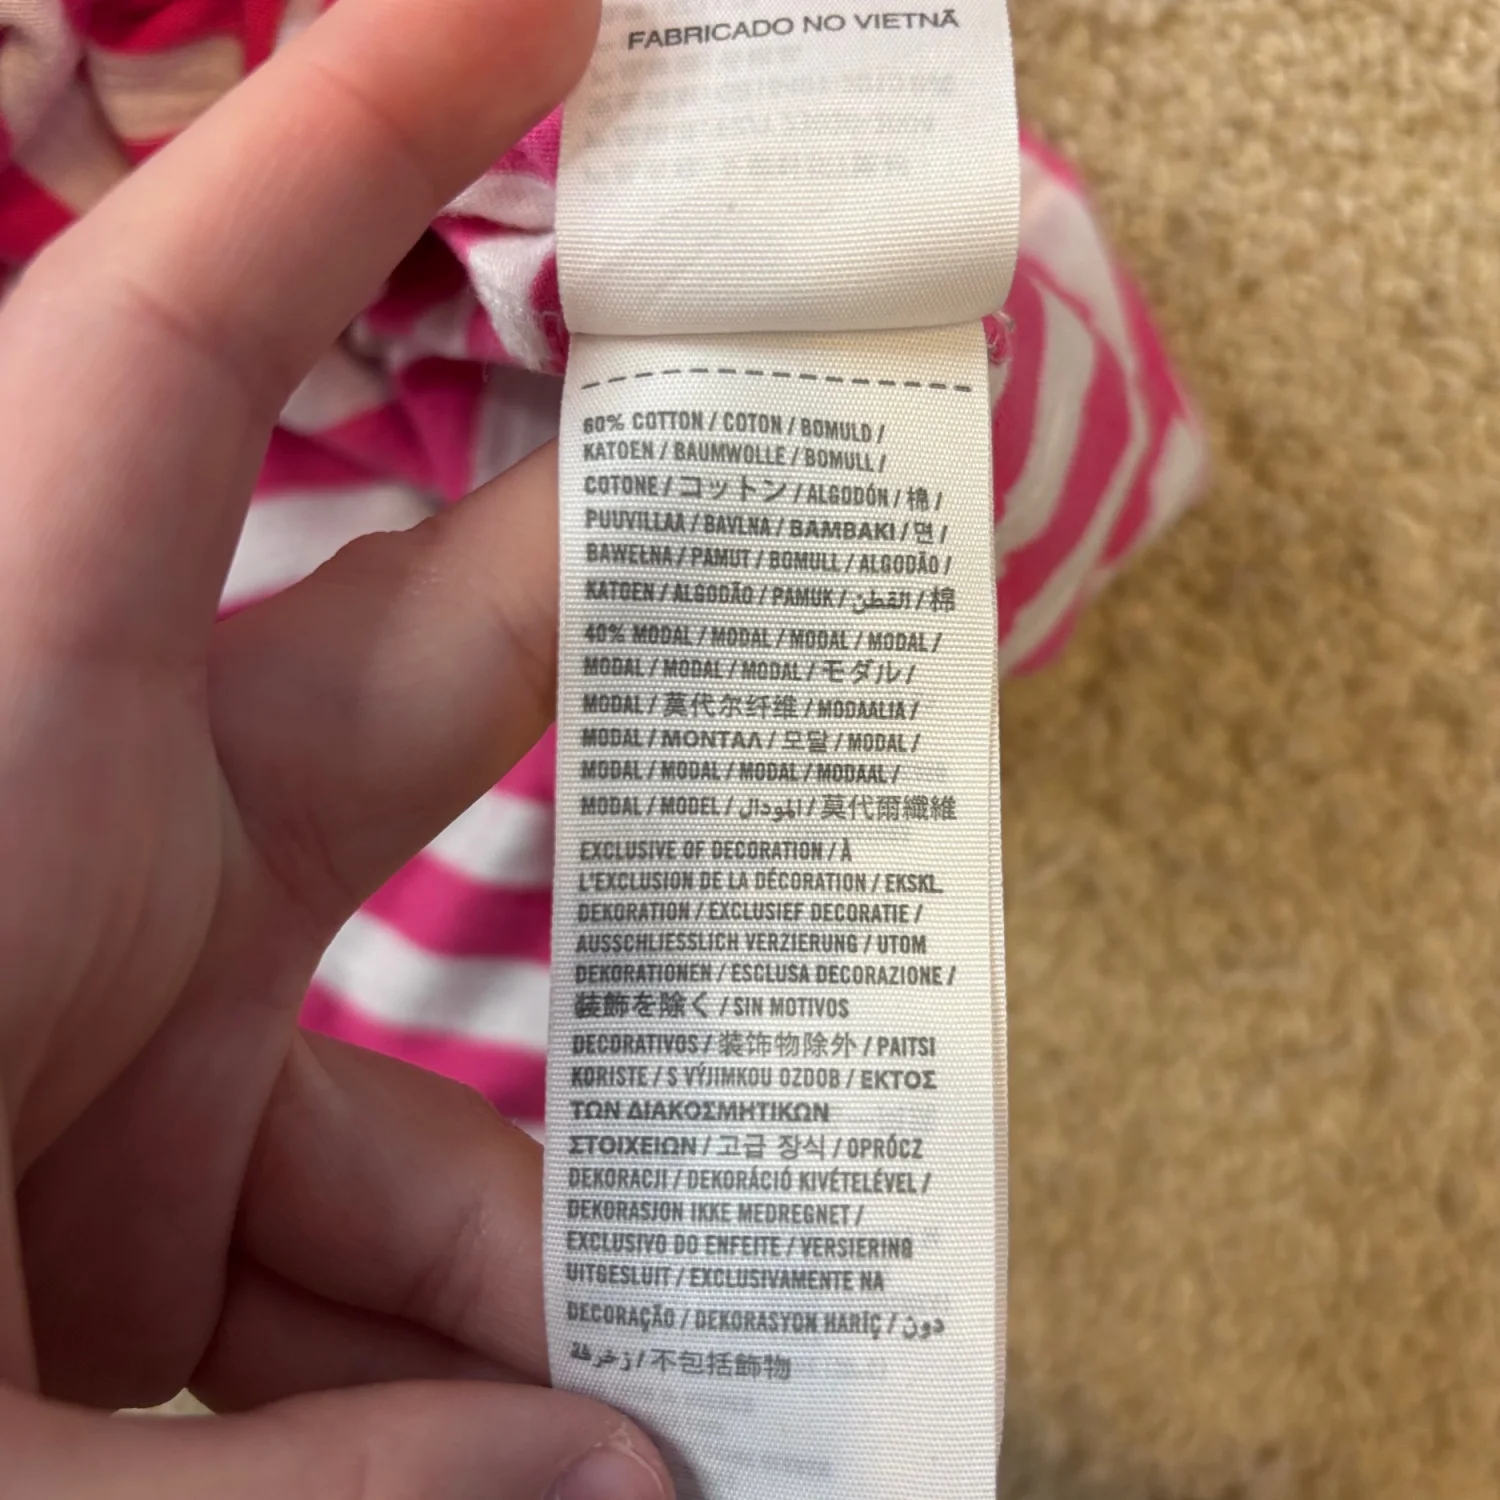 FABRICADO NO VIETNÃ
60% COTTON / COTON / BOMULD /
KATOEN / BAUMWOLLE / BOMULL /
COTONE / コットン / ALGODÓN / 棉 /
PUUVILLAA / BAVLNA / BAMBAKI / 면 /
BAWEŁNA / PAMUT / BOMULL / ALGODÃO /
KATOEN / ALGODÃO / PAMUK / القطن / 棉
40% MODAL / MODAL / MODAL / MODAL /
MODAL / MODAL / MODAL / モダル /
MODAL / 莫代尔纤维 / MODAALIA /
MODAL / ΜΟΝΤΑΛ / 모달 / MODAL /
MODAL / MODAL / MODAL / MODAAL /
MODAL / MODEL / المودال / 莫代爾纖維
EXCLUSIVE OF DECORATION / À
L'EXCLUSION DE LA DÉCORATION / EKSKL.
DEKORATION / EXCLUSIEF DECORATIE /
AUSSCHLIESSLICH VERZIERUNG / UTOM
DEKORATIONEN / ESCLUSA DECORAZIONE /
装飾を除く / SIN MOTIVOS
DECORATIVOS / 装饰物除外 / PAITSI
KORISTE / S VÝJIMKOU OZDOB / ΕΚΤΟΣ
ΤΩΝ ΔΙΑΚΟΣΜΗΤΙΚΩΝ
ΣΤΟΙΧΕΙΩΝ / 고급 장식 / OPRÓCZ
DEKORACJI / DEKORÁCIÓ KIVÉTELÉVEL /
DEKORASJON IKKE MEDREGNET /
EXCLUSIVO DO ENFEITE / VERSIERING
UITGESLUIT / EXCLUSIVAMENTE NA
DECORAÇÃO / DEKORASYON HARİÇ / دون
زخرفة / 不包括飾物